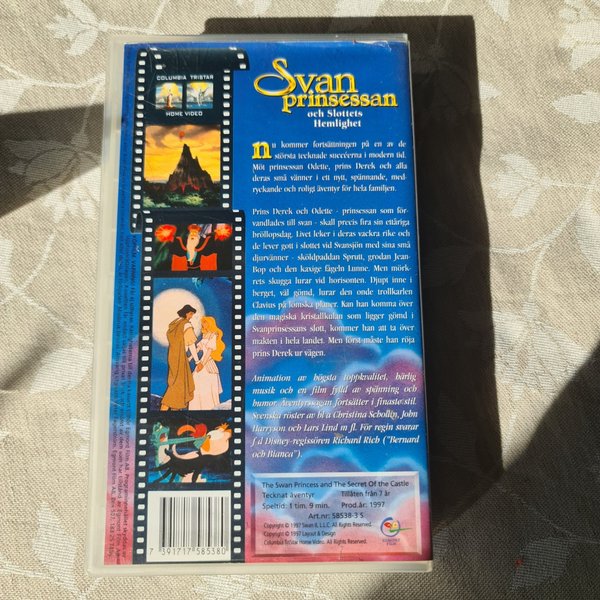 COLUMBIA TRISTAR
HOME VIDEO
Svan
prinsessan
och Slottets
Hemlighet
nu kommer fortsättningen på en av de
största tecknade succéerna i modern tid.
Möt prinsessan Odette, prins Derek och alla
deras små vänner i ett nytt, spännande, med-
ryckande och roligt äventyr för hela familjen.
Prins Derek och Odette - prinsessan som för-
vandlades till svan - skall precis fira sin ettåriga
bröllopsdag. Livet leker i deras vackra rike och
de lever gott i slottet vid Svansjön med sina små
djurvänner - sköldpaddan Sprutt, grodan Jean-
Bop och den kaxige fågeln Lunne. Men mörk-
rets skugga lurar vid horisonten. Djupt inne i
berget, väl gömd, lurar den onde trollkarlen
Clavius på lömska planer. Kan han komma över
den magiska kristallkulan som ligger gömd i
Svanprinsessans slott, kommer han att ta över
makten i hela landet. Men först måste han röja
prins Derek ur vägen.
Animation av högsta toppkvalitet, härlig
musik och en film fylld av spänning och
humor. Äventyrssagan fortsätter i finaste stil.
Svenska röster av bl a Christina Schollin, John
Harryson och Lars Lind m fl. För regin svarar
f d Disney-regissören Richard Rich ("Bernard
och Bianca").
The Swan Princess and The Secret Of the Castle
Tecknat äventyr Tillåten från 7 år
Speltid: 1 tim. 9 min. Prod.år: 1997
Art.nr: 58538-3 S
Copyright © 1997 Swan II, L.L.C. All Rights Reserved.
Copyright © 1997 Layout & Design
Columbia TriStar Home Video. All Rights Reserved.
EGMONT
FILM
7 391717 585380